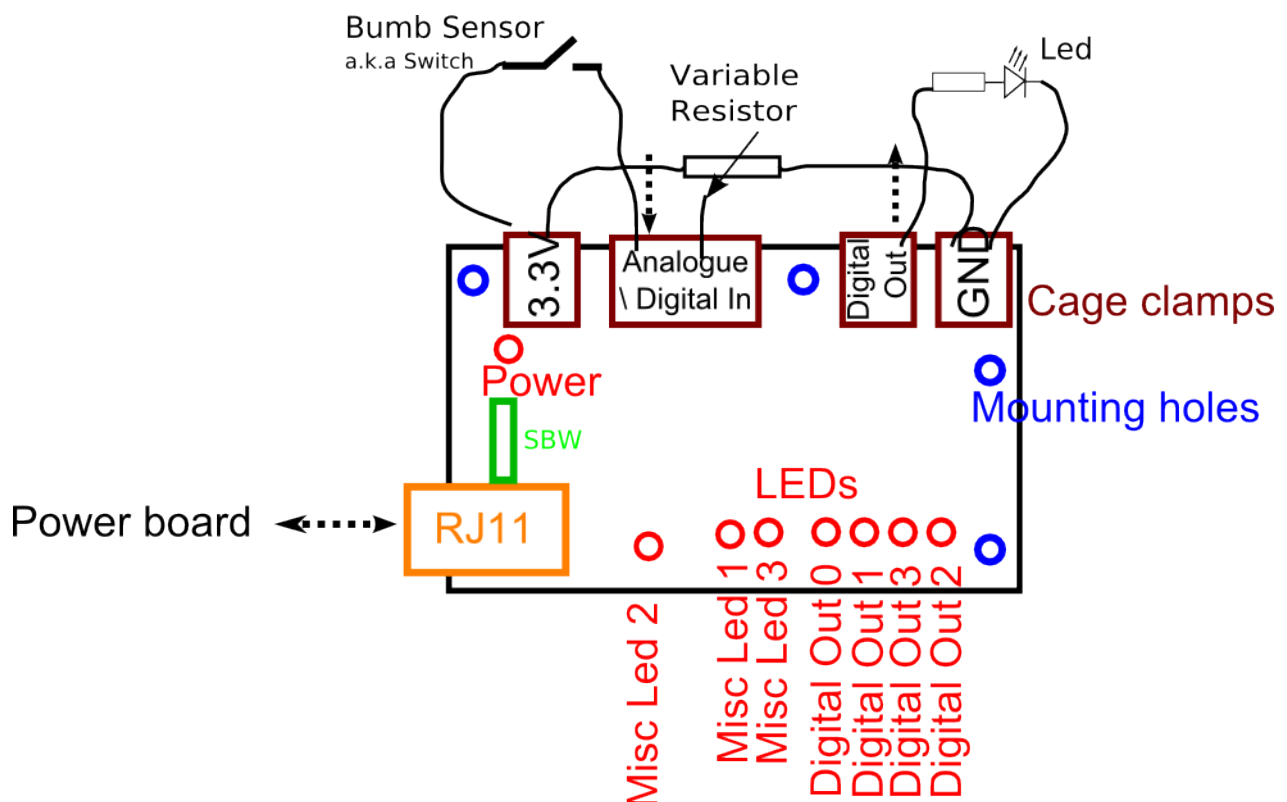 Bumb Sensor
a.k.a Switch
Variable
Resistor
Led
3.3V
Analogue
\ Digital In
Digital
Out
GND
Cage clamps
Power
Mounting holes
SBW
LEDs
Power board
RJ11
Misc Led 2
Misc Led 1
Misc Led 3
Digital Out 0
Digital Out 1
Digital Out 3
Digital Out 2